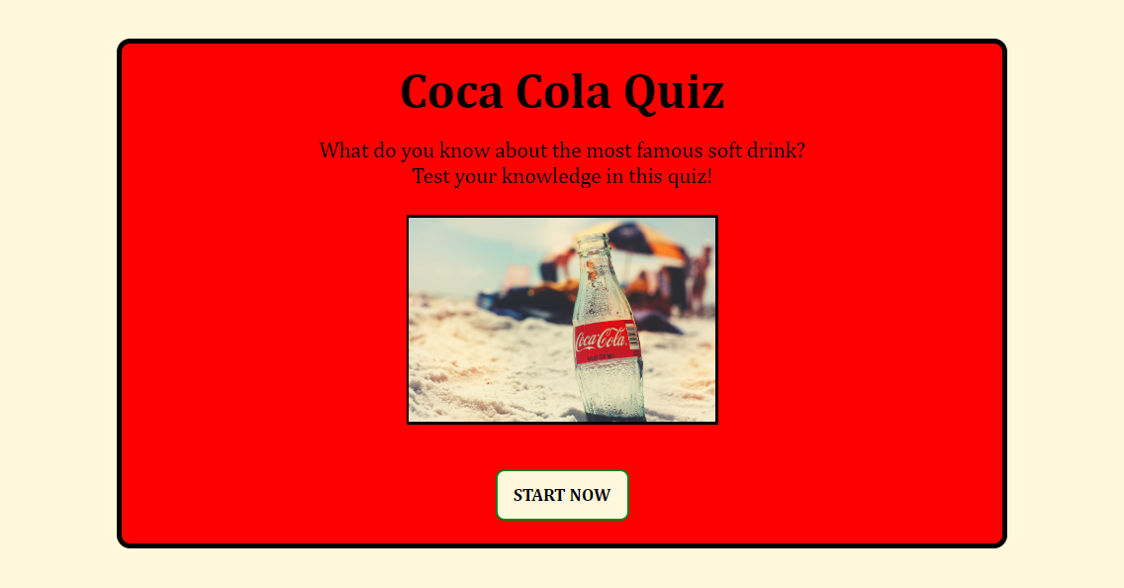 Coca Cola Quiz
What do you know about the most famous soft drink?
Test your knowledge in this quiz!
Coca-Cola
START NOW